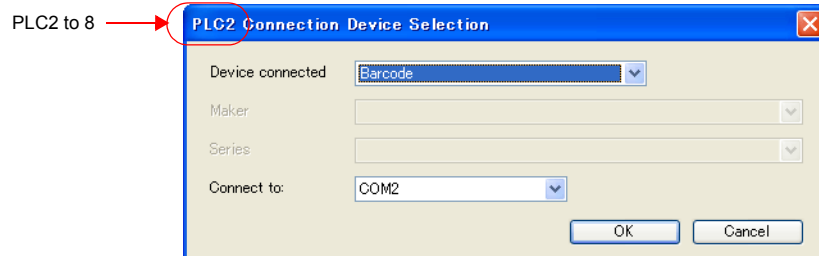 PLC2 to 8
PLC2 Connection Device Selection
Device connected Barcode
Maker
Series
Connect to: COM2
OK Cancel